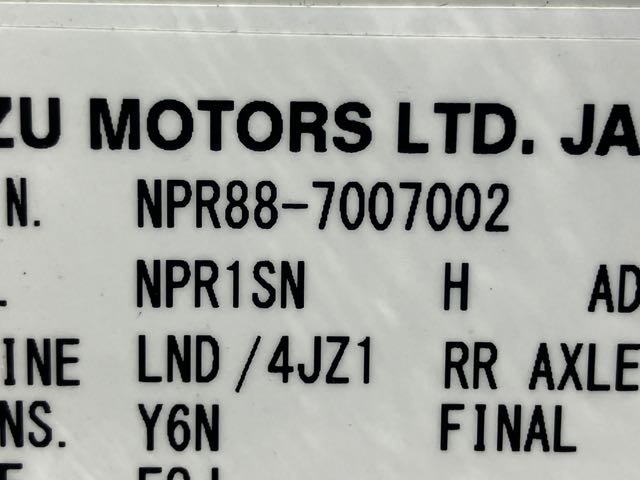 ZU MOTORS LTD. JA
N. NPR88-7007002
NPR1SN H AD
INE LND/4JZ1 RR AXLE
NS. Y6N FINAL